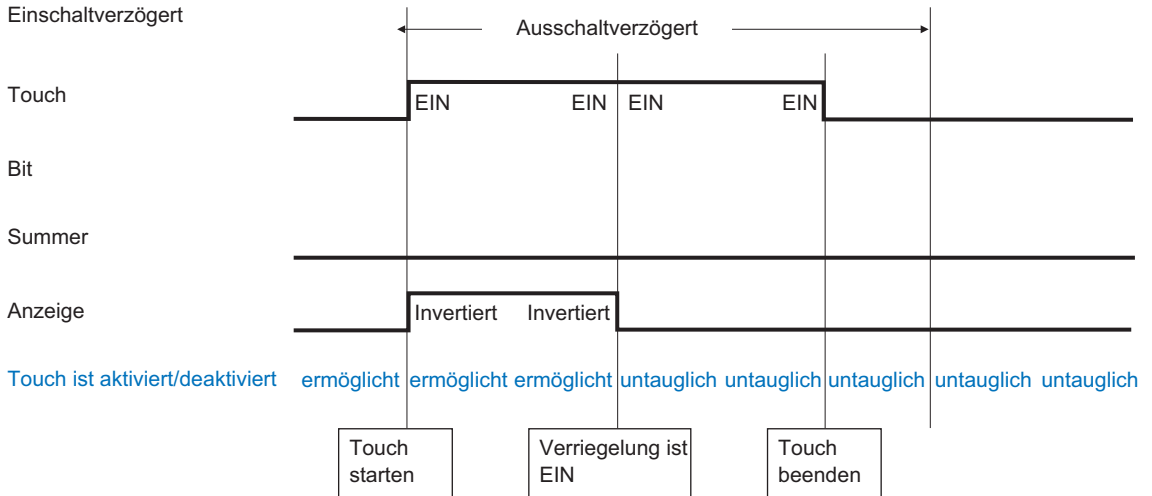 Einschaltverzögert
Ausschaltverzögert
Touch
EIN EIN EIN EIN
Bit
Summer
Anzeige
Invertiert Invertiert
Touch ist aktiviert/deaktiviert ermöglicht ermöglicht ermöglicht untauglich untauglich untauglich untauglich untauglich
Touch
starten
Verriegelung ist
EIN
Touch
beenden